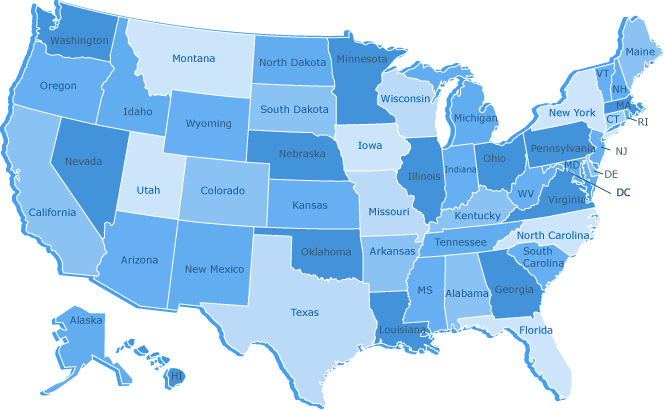 Washington
Montana
North Dakota
Minnesota
Maine
Oregon
Idaho
Wyoming
South Dakota
Wisconsin
Michigan
VT
NH
New York
MA
CT
RI
Nevada
Utah
Colorado
Nebraska
Iowa
Illinois
Indiana
Ohio
Pennsylvania
NJ
MD
DE
DC
California
Kansas
Missouri
Kentucky
WV
Virginia
Arizona
New Mexico
Oklahoma
Arkansas
Tennessee
North Carolina
South
Carolina
Texas
Louisiana
MS
Alabama
Georgia
Florida
Alaska
HI